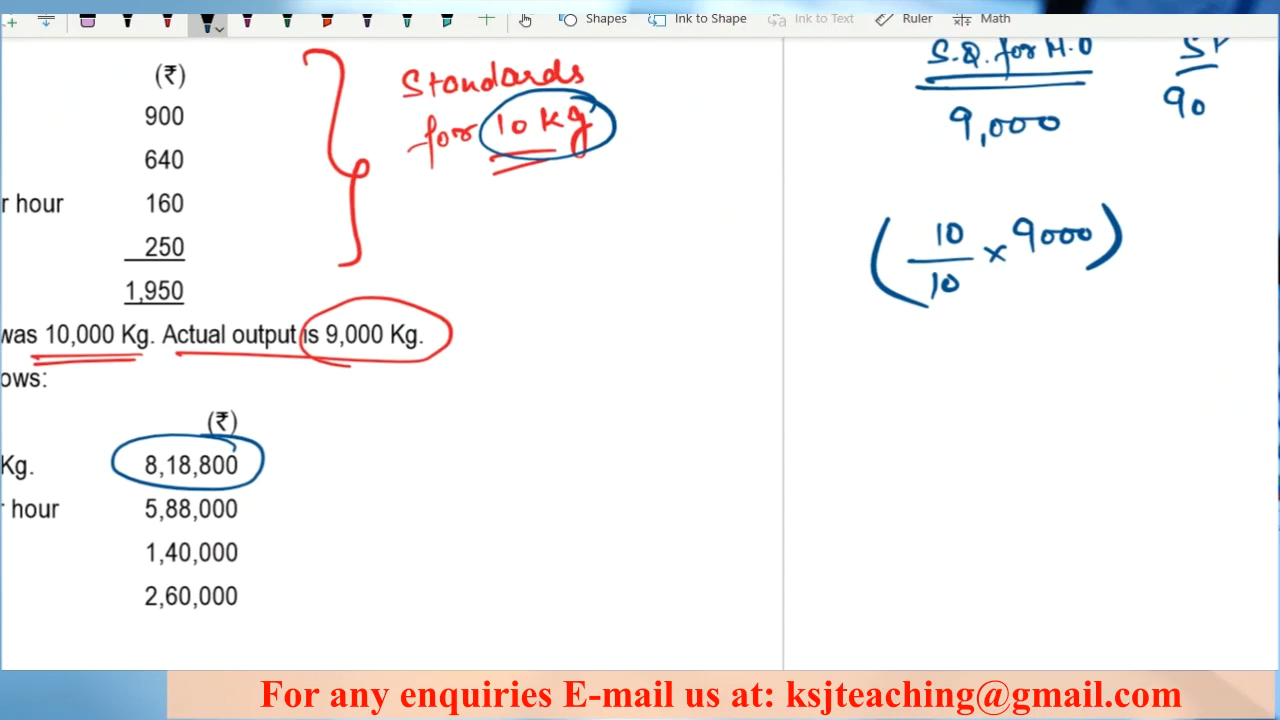 Shapes Ink to Shape Ink to Text Ruler Math
(₹)
900
640
r hour 160
250
1,950
Standards
for 10 Kg
was 10,000 Kg. Actual output is 9,000 Kg.
ows:
(₹)
Kg. 8,18,800
r hour 5,88,000
1,40,000
2,60,000
S.Q. for A.O SP
9,000 90
(10/10 × 9000)
For any enquiries E-mail us at: ksjteaching@gmail.com